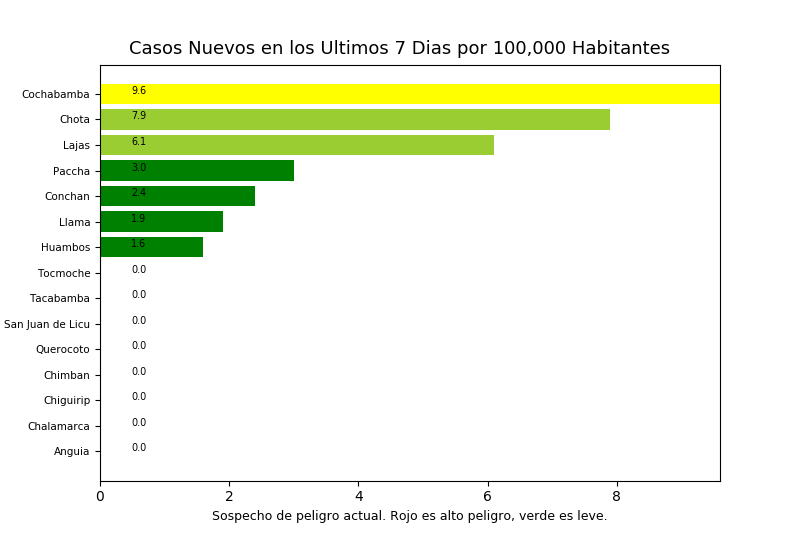 Casos Nuevos en los Ultimos 7 Dias por 100,000 Habitantes
Cochabamba 9.6
Chota 7.9
Lajas 6.1
Paccha 3.0
Conchan 2.4
Llama 1.9
Huambos 1.6
Tocmoche 0.0
Tacabamba 0.0
San Juan de Licu 0.0
Querocoto 0.0
Chimban 0.0
Chiguirip 0.0
Chalamarca 0.0
Anguia 0.0
0 2 4 6 8
Sospecho de peligro actual. Rojo es alto peligro, verde es leve.